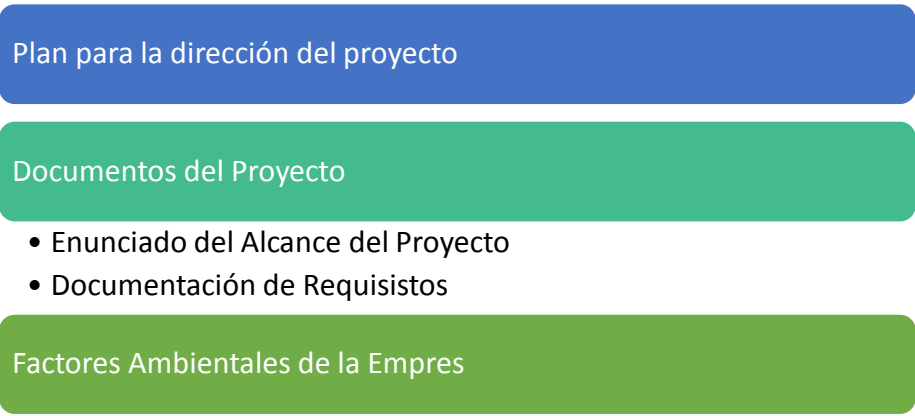 Plan para la dirección del proyecto
Documentos del Proyecto
• Enunciado del Alcance del Proyecto
• Documentación de Requisistos
Factores Ambientales de la Empres